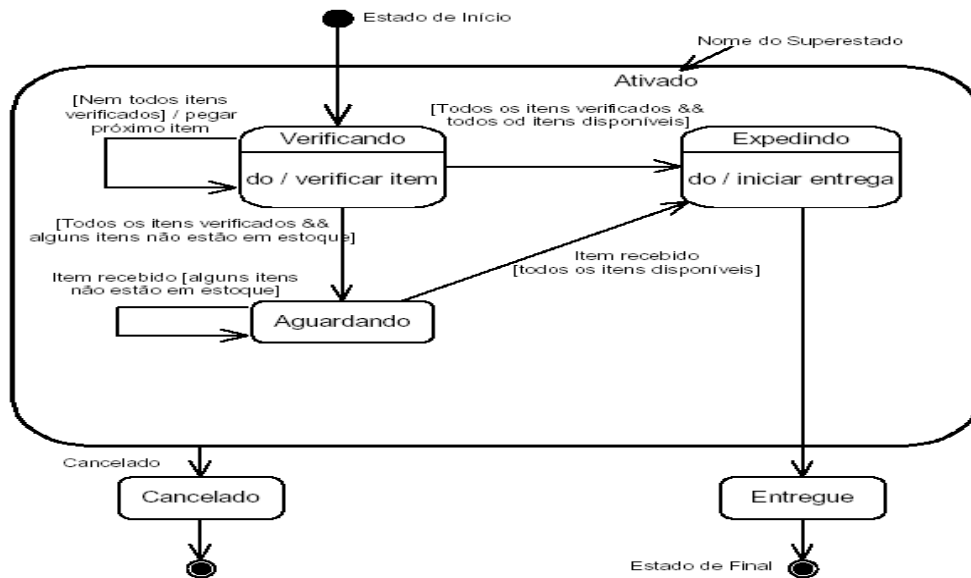 Estado de Início
Nome do Superestado
Ativado
[Nem todos itens
verificados] / pegar
próximo item
[Todos os itens verificados &&
todos od itens disponíveis]
Verificando
do / verificar item
Expedindo
do / iniciar entrega
[Todos os itens verificados &&
alguns itens não estão em estoque]
Item recebido
[todos os itens disponíveis]
Item recebido [alguns itens
não estão em estoque]
Aguardando
Cancelado
Cancelado
Entregue
Estado de Final